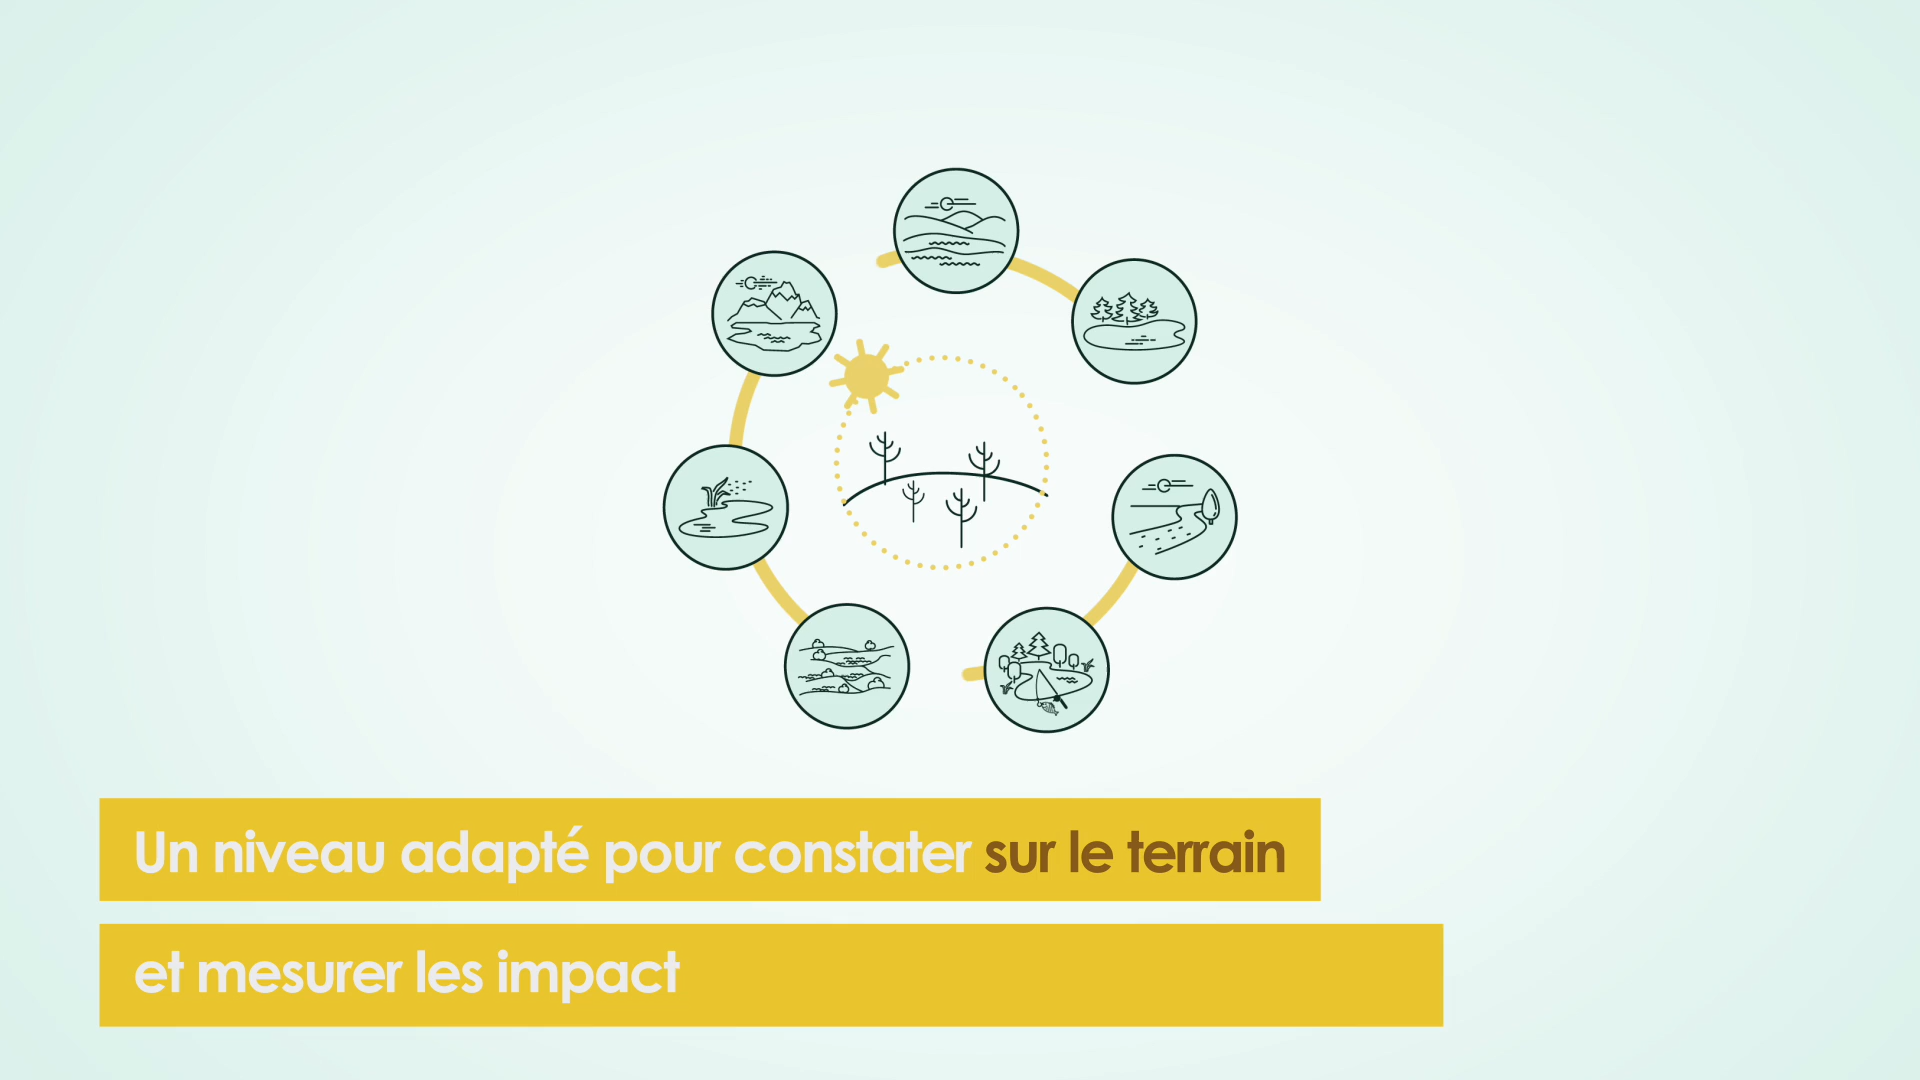 Un niveau adapté pour constater sur le terrain
et mesurer les impact